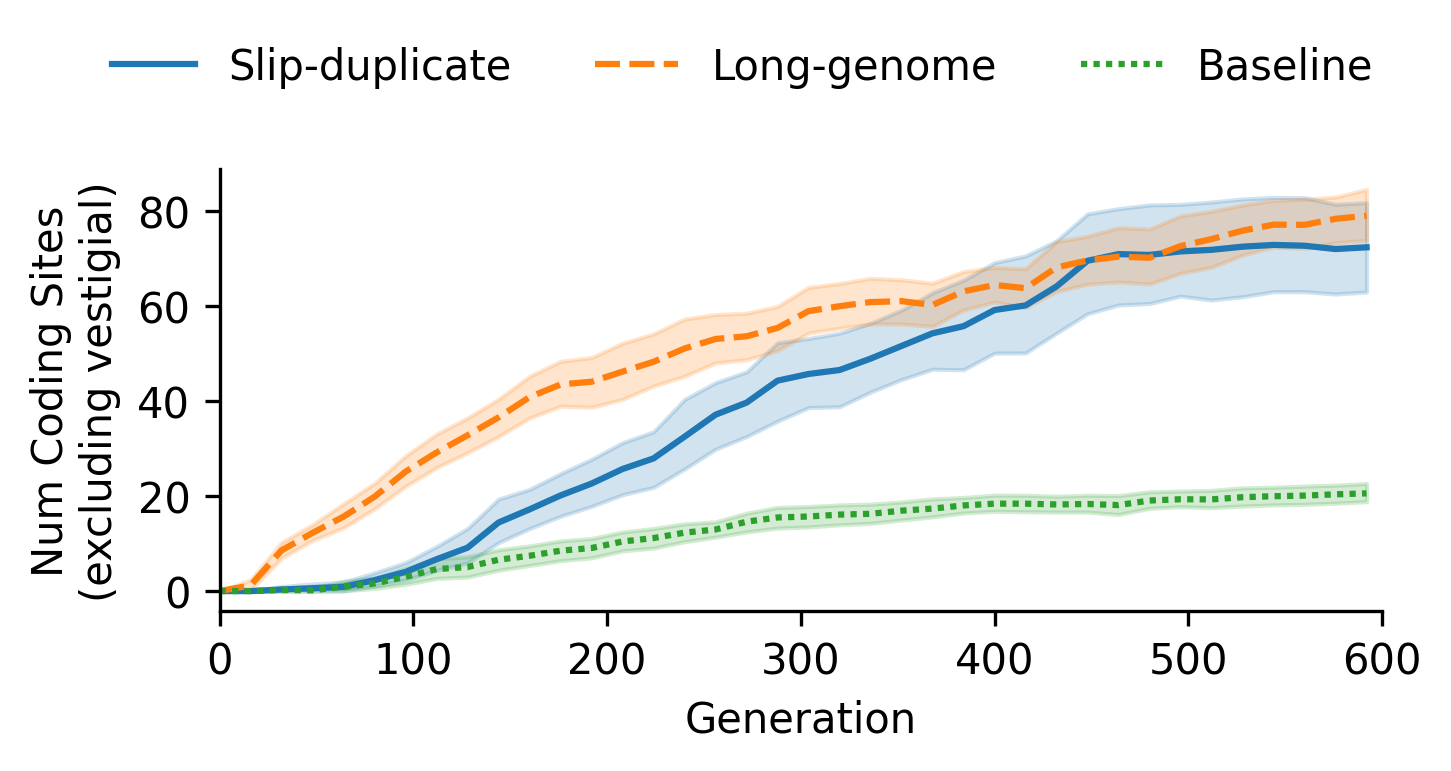 Slip-duplicate Long-genome Baseline
Num Coding Sites
(excluding vestigial)
80
60
40
20
0
0 100 200 300 400 500 600
Generation